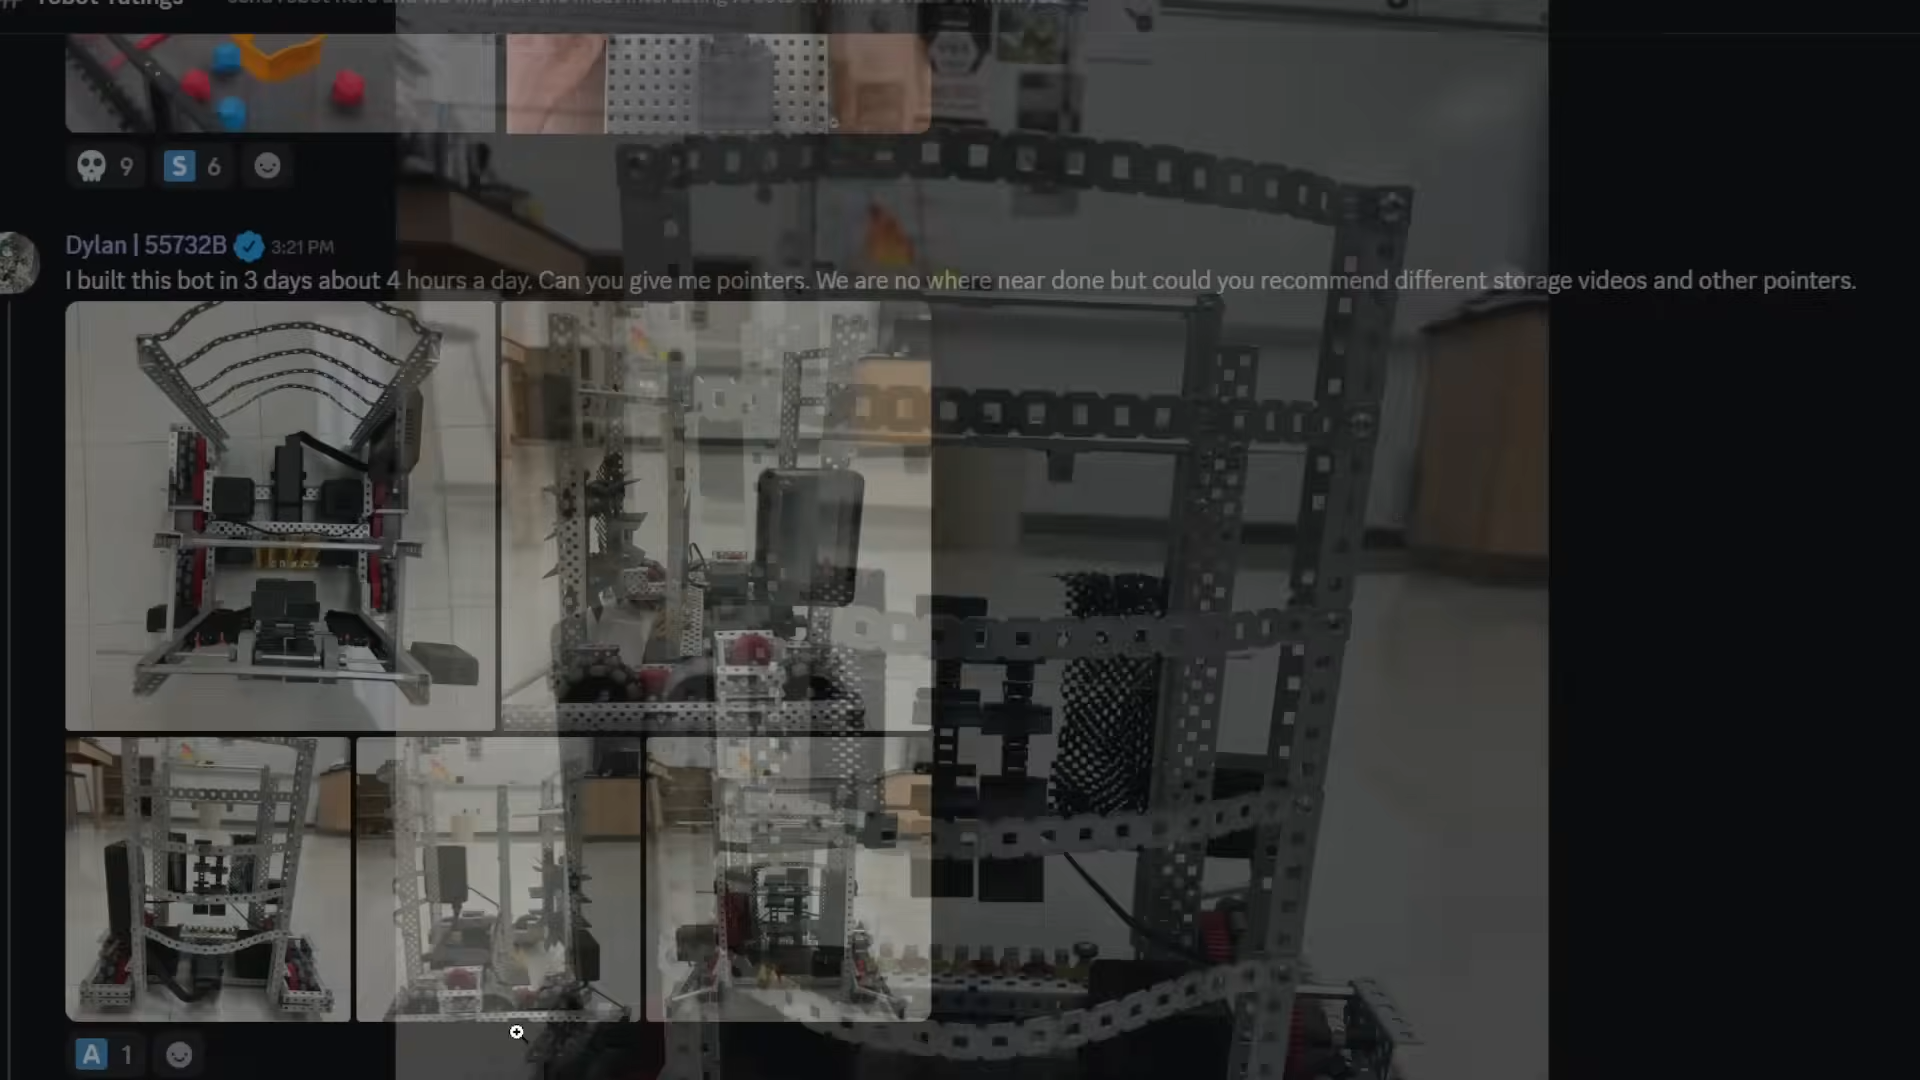 9
S 6
Dylan | 55732B 3:21 PM
I built this bot in 3 days about 4 hours a day. Can you give me pointers. We are no where near done but could you recommend different storage videos and other pointers.
A 1